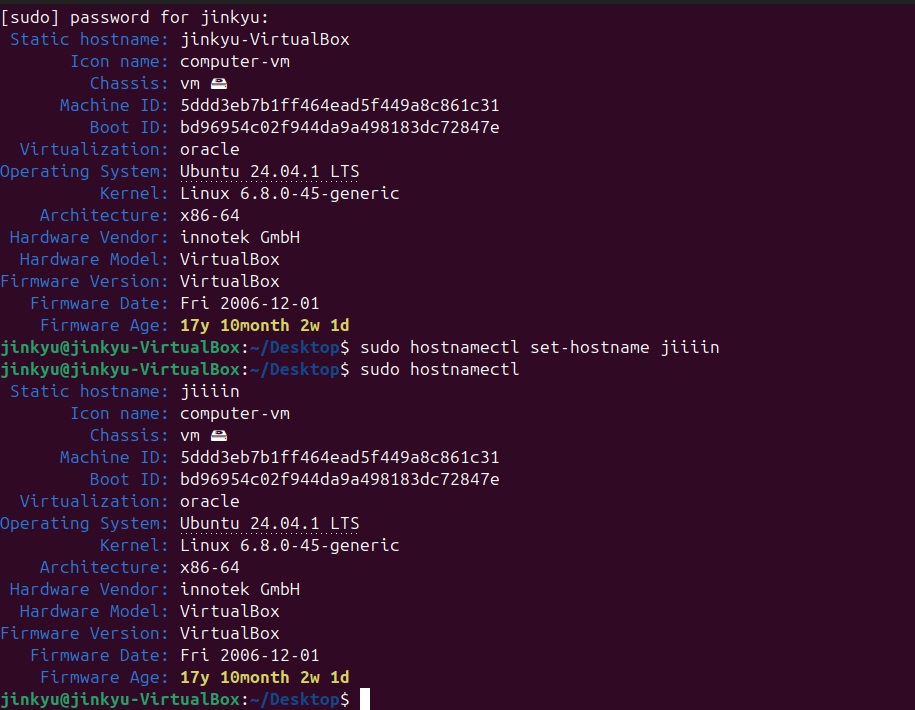 [sudo] password for jinkyu:
Static hostname: jinkyu-VirtualBox
Icon name: computer-vm
Chassis: vm 🖴
Machine ID: 5ddd3eb7b1ff464ead5f449a8c861c31
Boot ID: bd96954c02f944da9a498183dc72847e
Virtualization: oracle
Operating System: Ubuntu 24.04.1 LTS
Kernel: Linux 6.8.0-45-generic
Architecture: x86-64
Hardware Vendor: innotek GmbH
Hardware Model: VirtualBox
Firmware Version: VirtualBox
Firmware Date: Fri 2006-12-01
Firmware Age: 17y 10month 2w 1d
jinkyu@jinkyu-VirtualBox:~/Desktop$ sudo hostnamectl set-hostname jiiiin
jinkyu@jinkyu-VirtualBox:~/Desktop$ sudo hostnamectl
Static hostname: jiiiin
Icon name: computer-vm
Chassis: vm 🖴
Machine ID: 5ddd3eb7b1ff464ead5f449a8c861c31
Boot ID: bd96954c02f944da9a498183dc72847e
Virtualization: oracle
Operating System: Ubuntu 24.04.1 LTS
Kernel: Linux 6.8.0-45-generic
Architecture: x86-64
Hardware Vendor: innotek GmbH
Hardware Model: VirtualBox
Firmware Version: VirtualBox
Firmware Date: Fri 2006-12-01
Firmware Age: 17y 10month 2w 1d
jinkyu@jinkyu-VirtualBox:~/Desktop$